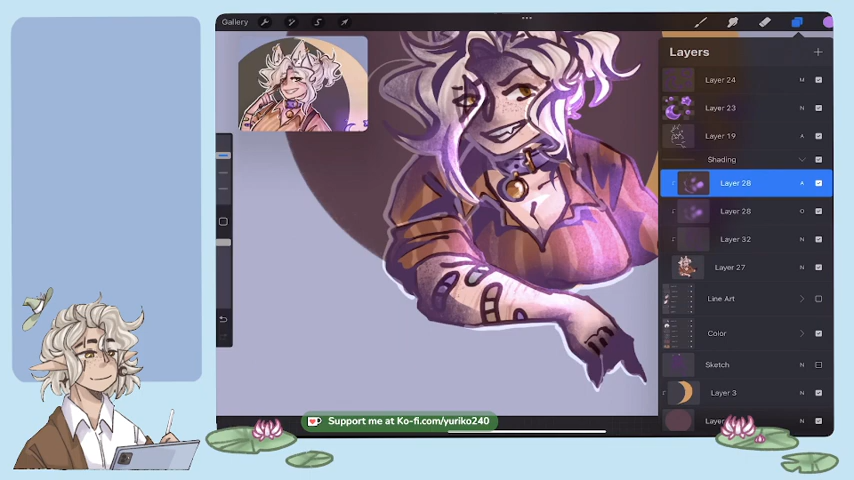 Gallery
Layers
Layer 24 M
Layer 23 N
Layer 19 A
Shading
Layer 28 A
Layer 28 O
Layer 32 N
Layer 27 N
Line Art N
Color N
Sketch N
Layer 3 N
Layer
Support me at Ko-fi.com/yuriko240